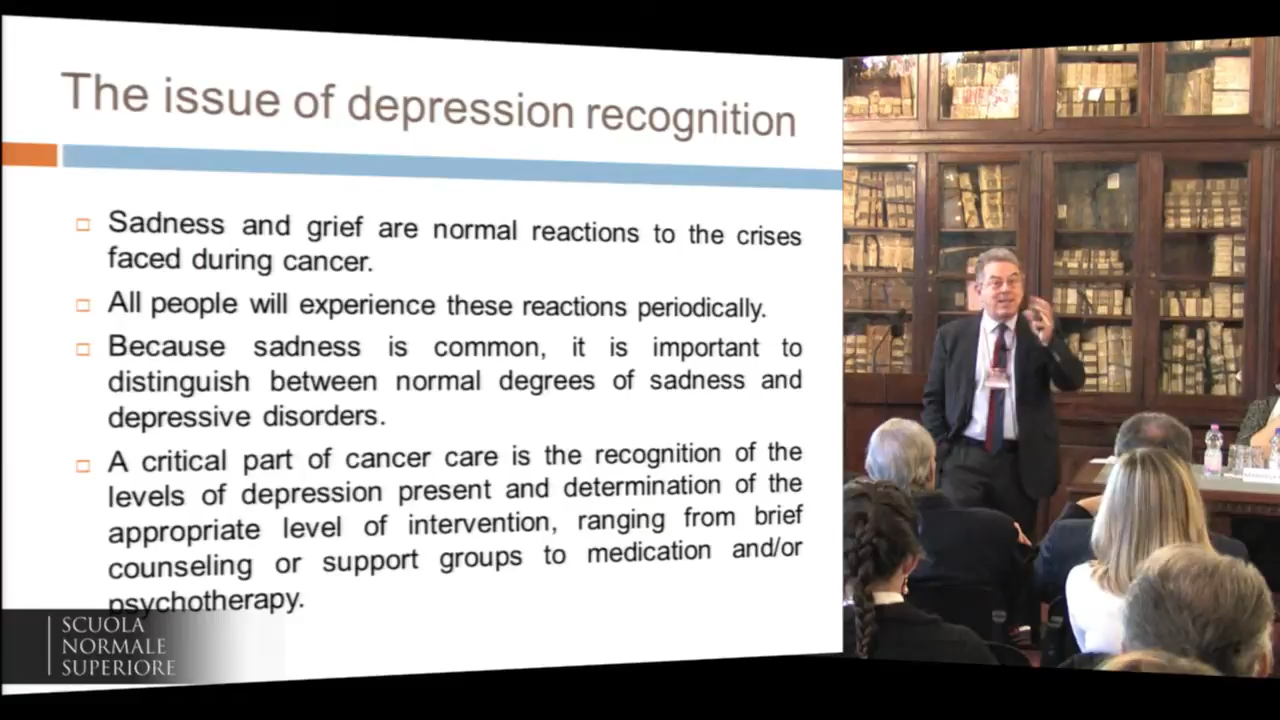 The issue of depression recognition
Sadness and grief are normal reactions to the crises
faced during cancer.
All people will experience these reactions periodically.
Because sadness is common, it is important to
distinguish between normal degrees of sadness and
depressive disorders.
A critical part of cancer care is the recognition of the
levels of depression present and determination of the
appropriate level of intervention, ranging from brief
counseling or support groups to medication and/or
psychotherapy.
SCUOLA
NORMALE
SUPERIORE